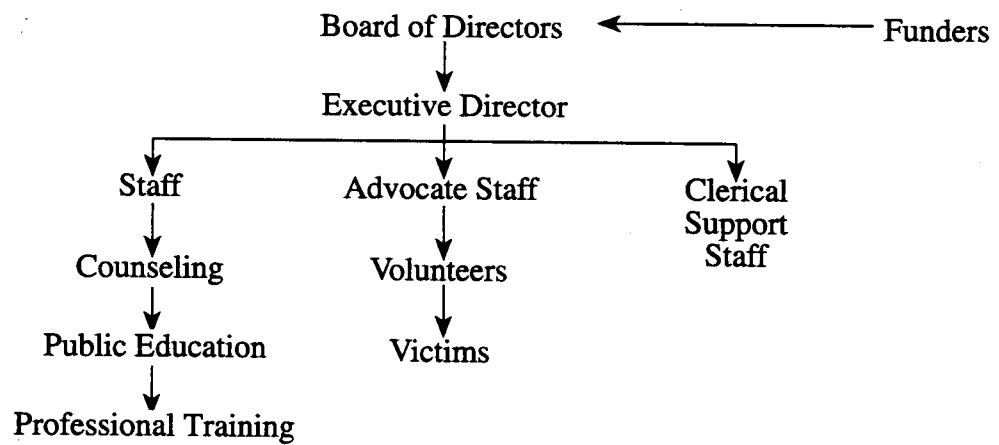 Board of Directors
Funders
Executive Director
Staff
Advocate Staff
Clerical
Support
Staff
Counseling
Volunteers
Public Education
Victims
Professional Training